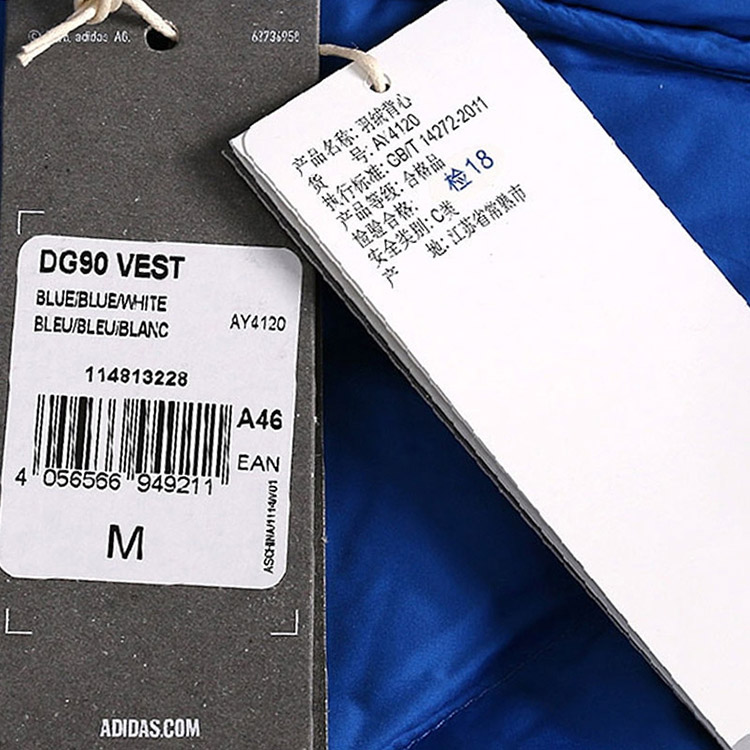 adidas AG.
62736958
DG90 VEST
BLUE/BLUE/WHITE
BLEU/BLEU/BLANC
AY4120
114813228
A46
EAN
4 056566 949211
M
ADIDAS.COM
产品名称: 羽绒背心
货 号: AY4120
执行标准: GB/T 14272-2011
产品等级: 合格品
检验合格: 检18
安全类别: C类
产 地: 江苏省常熟市